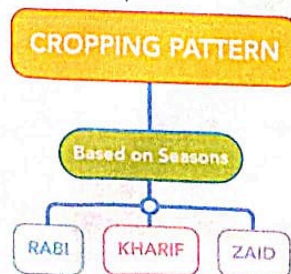 CROPPING PATTERN
Based on Seasons
RABI
KHARIF
ZAID